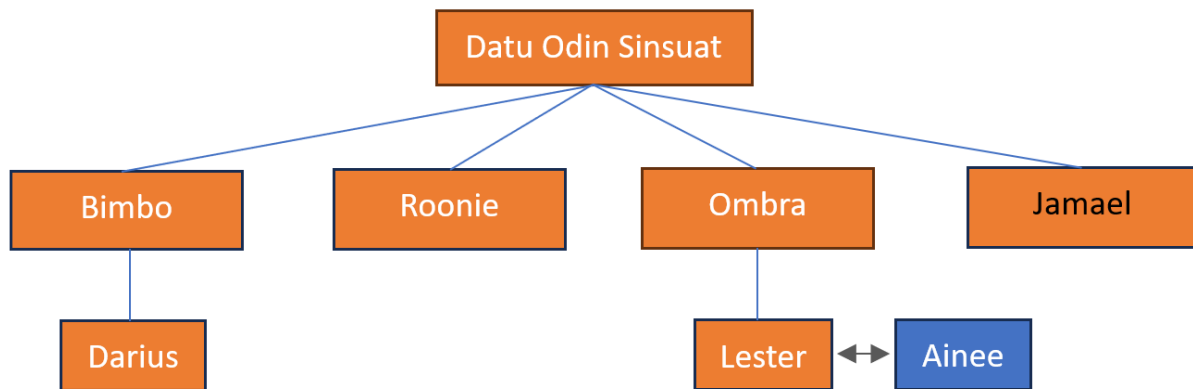 Datu Odin Sinsuat
Bimbo
Roonie
Ombra
Jamael
Darius
Lester
Ainee